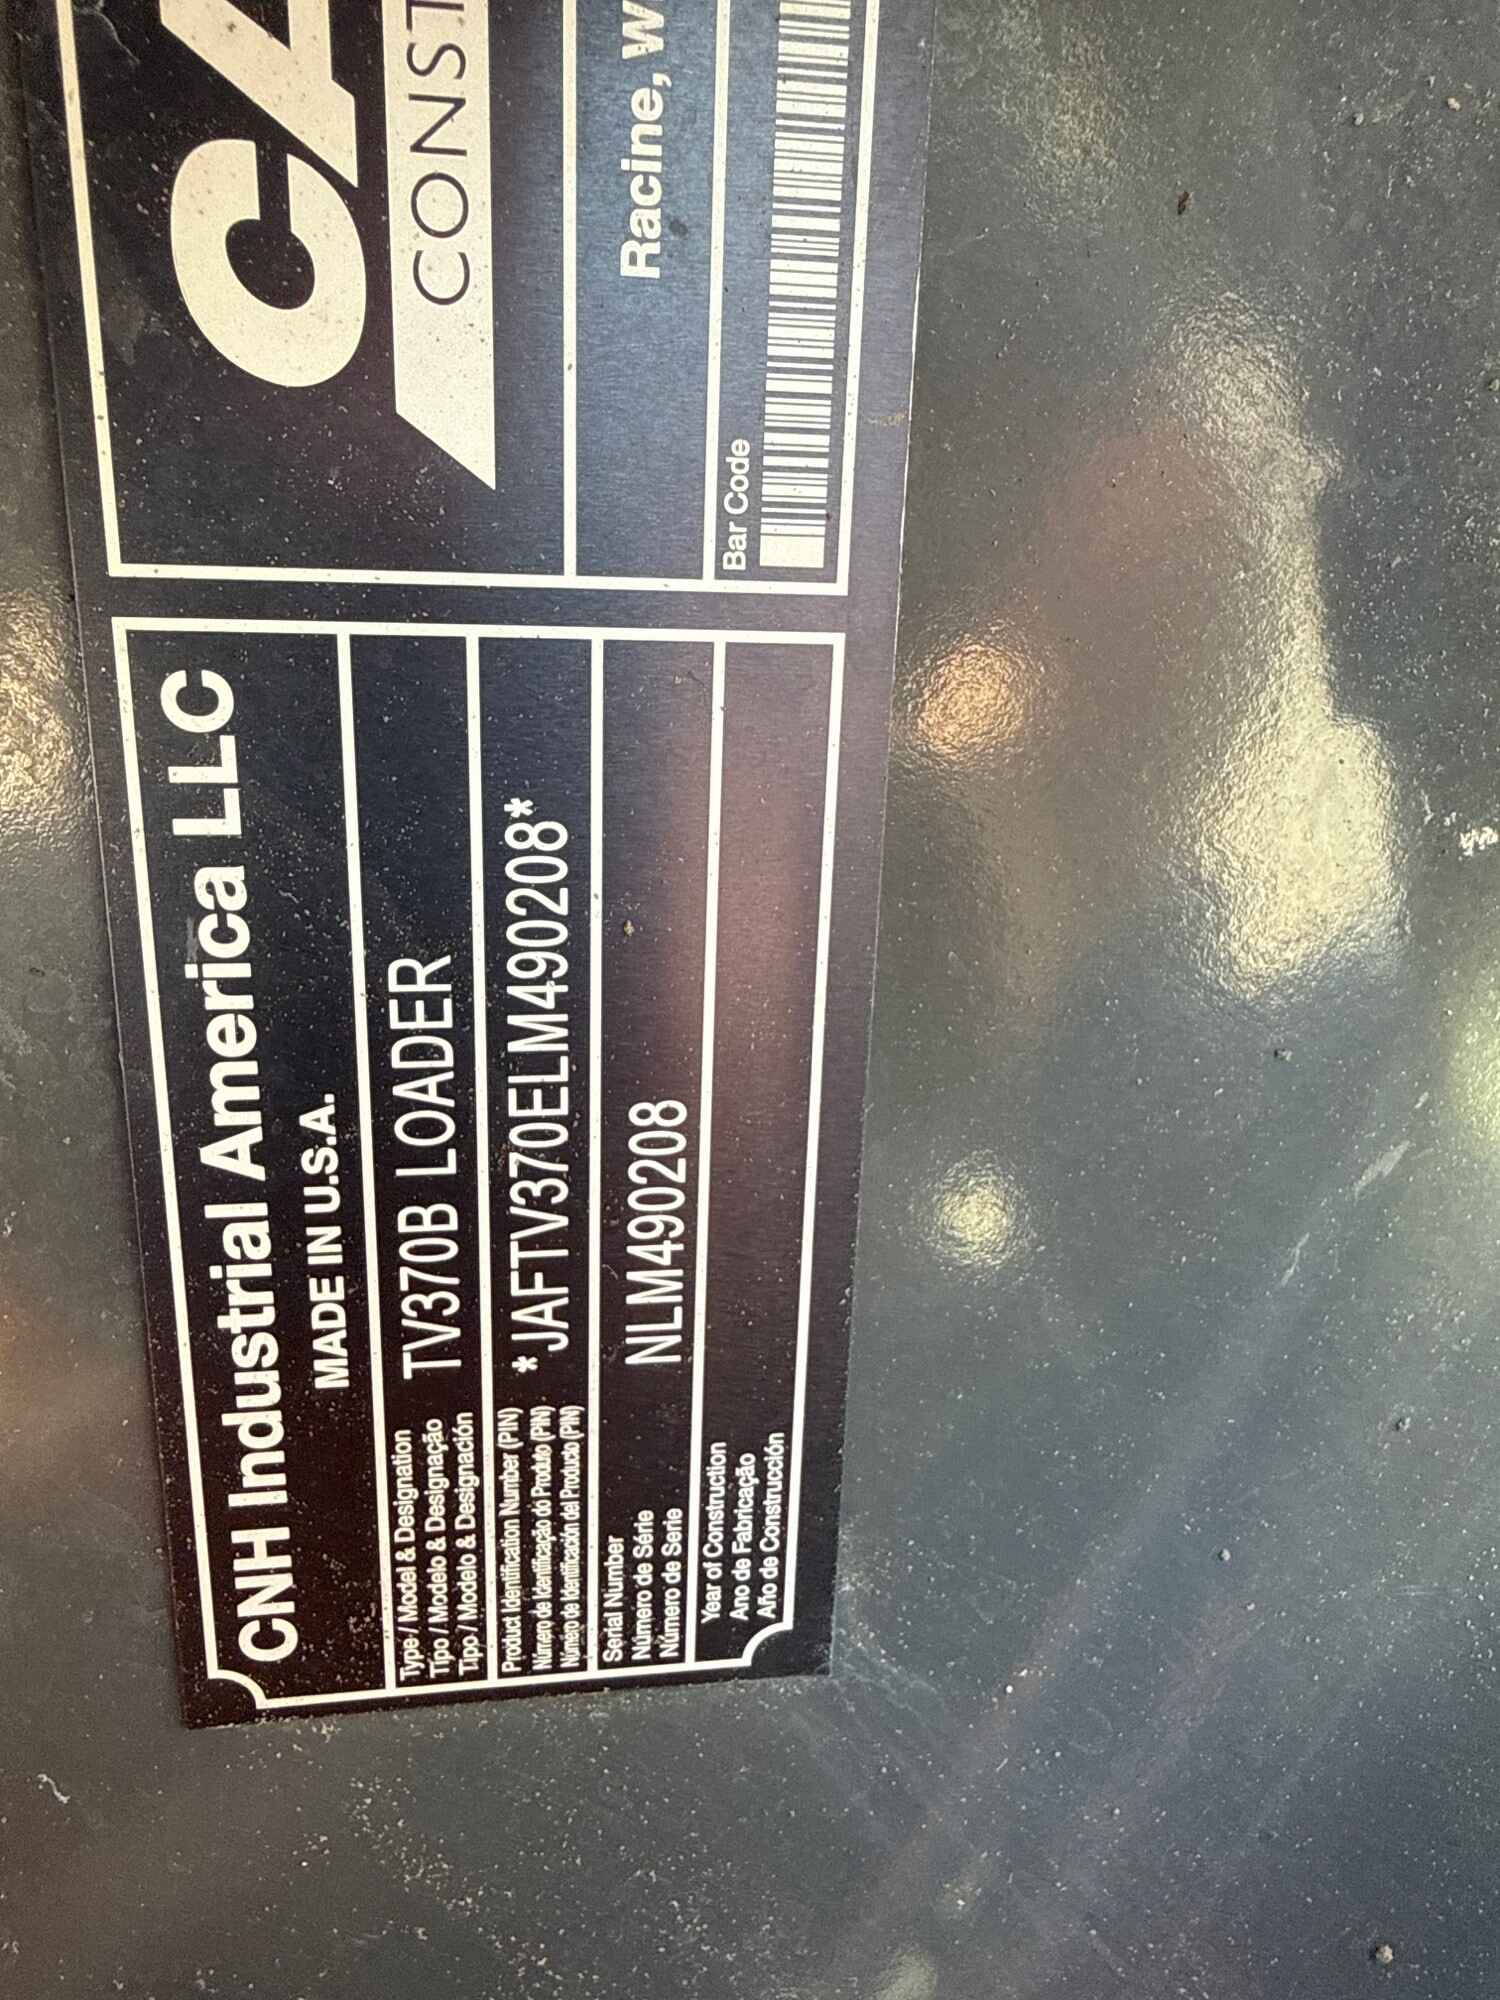 CNH Industrial America LLC
MADE IN U.S.A.
Type / Model & Designation
Tipo / Modelo & Designação
Tipo / Modelo & Designación
TV370B LOADER
Product Identification Number (PIN)
Número de Identificação do Produto (PIN)
Número de Identificación del Producto (PIN)
*JAFTV370ELM490208*
Serial Number
Número de Série
Número de Serie
NLM490208
Year of Construction
Ano de Fabricação
Año de Construcción
CA
CONST
Racine, W
Bar Code